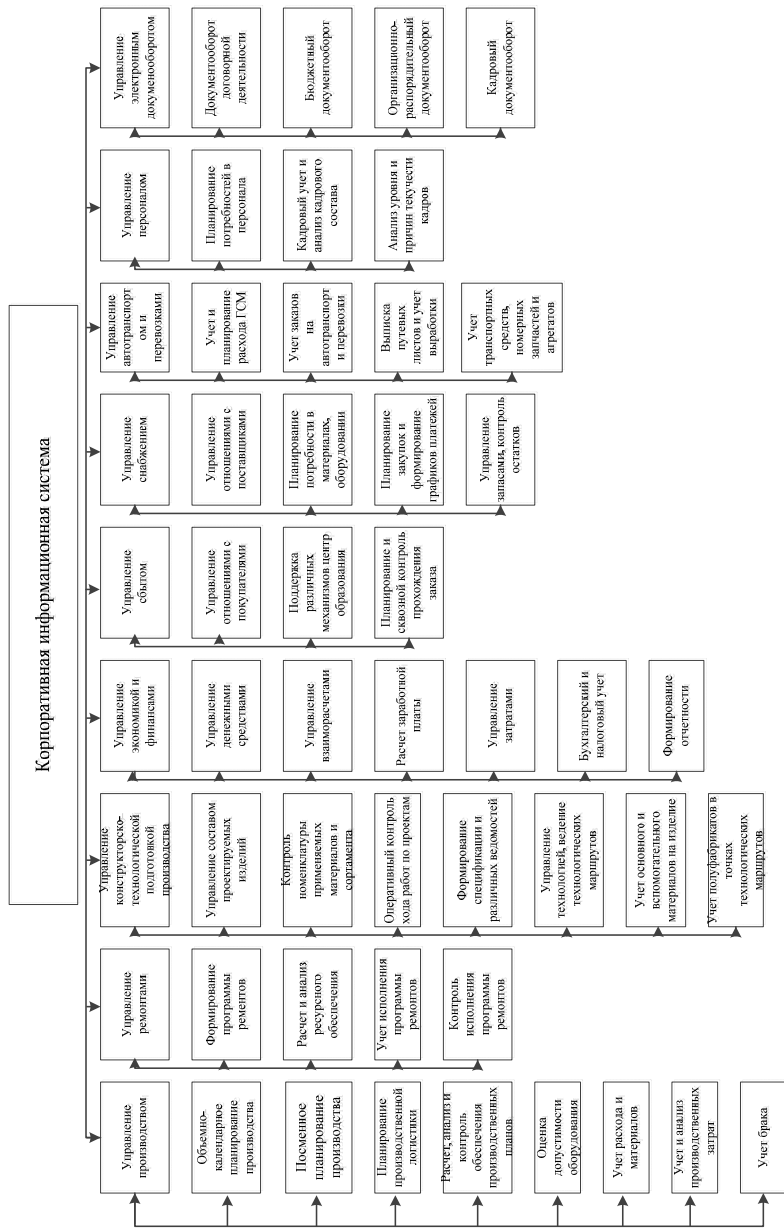 Корпоративная информационная система
Управление
производством
Объемно-
календарное
планирование
производства
Посменное
планирование
производства
Планирование
производственной
логистики
Расчет, анализ и
контроль
обеспечения
производственных
планов
Оценка
допустимости
оборудования
Учет расхода и
материалов
Учет и анализ
производственных
затрат
Учет брака
Управление
ремонтами
Формирование
программы
рементов
Расчет и анализ
ресурсного
обеспечения
Учет исполнения
программы
ремонтов
Контроль
исполнения
программы
ремонтов
Управление
конструкторско-
технологической
подготовкой
производства
Управление составом
проектируемых
изделий
Контроль
номенклатуры
применяемых
материалов и
сортамента
Оперативный контроль
хода работ по проектам
Формирование
спецификации и
различных ведомостей
Управление
технологией, ведение
технологических
маршрутов
Учет основного и
вспомогательного
материалов на изделие
Учет полуфабрикатов в
точках
технологических
маршрутов
Управление
экономикой и
финансами
Управление
денежными
средствами
Управление
взаиморасчетами
Расчет заработной
платы
Управление
затратами
Бухгалтерский и
налоговый учет
Формирование
отчетности
Управление
сбытом
Управление
отношениями с
покупателями
Поддержка
различных
механизмов центр
образования
Планирование и
сквозной контроль
прохождения
заказа
Управление
снабжением
Управление
отношениями с
поставщиками
Планирование
потребности в
материалах,
оборудовании
Планирование
закупок и
формирование
графиков платежей
Управление
запасами, контроль
остатков
Управление
автотранспорт
ом и
перевозками
Учет и
планирование
расхода ГСМ
Учет заказов
на
автотранспорт
и перевозки
Выписка
путевых
листов и учет
выработки
Учет
транспортных
средств,
номерных
запчастей и
агрегатов
Управление
персоналом
Планирование
потребностей в
персонала
Кадровый учет и
анализ кадрового
состава
Анализ уровня и
причин текучести
кадров
Управление
электронным
докуменооборотом
Документооборот
договорной
деятельности
Бюджетный
документооборот
Организационно-
распорядительный
документооборот
Кадровый
документооборот